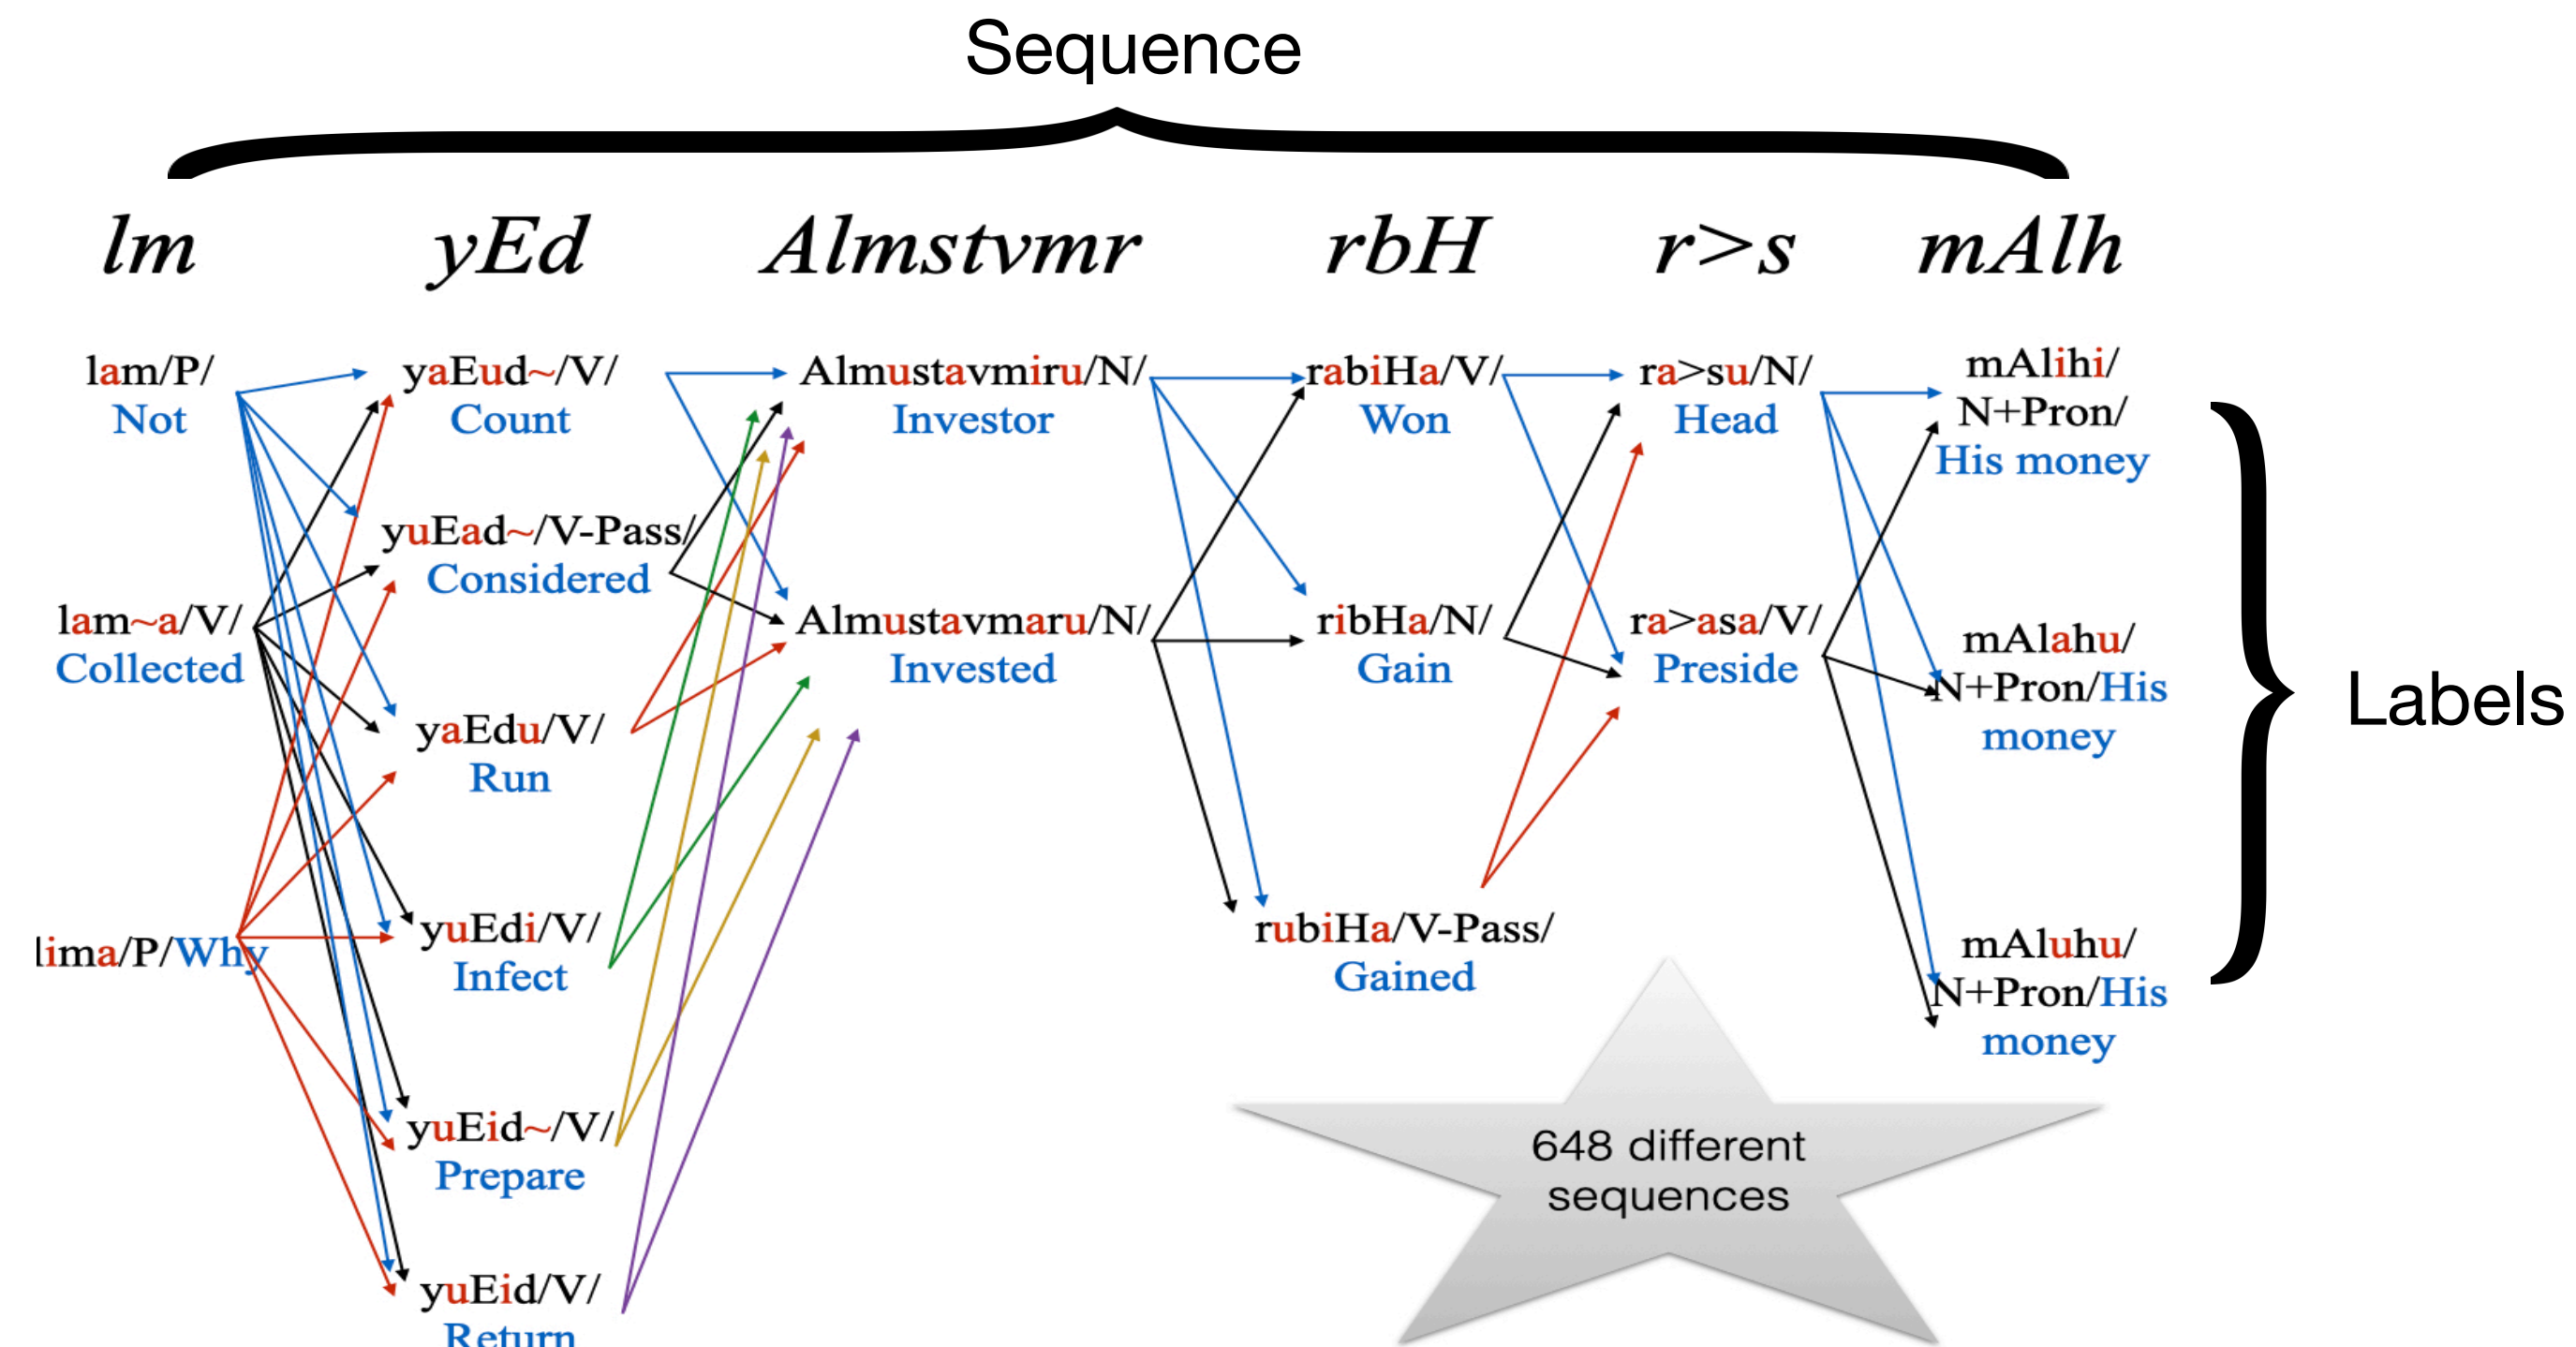 Sequence
lm yEd Almstvmr rbH r>s mAlh
lam/P/
Not
lam~a/V/
Collected
lima/P/Why
yaEud~/V/
Count
yuEad~/V-Pass/
Considered
yaEdu/V/
Run
yuEdi/V/
Infect
yuEid~/V/
Prepare
yuEid/V/
Return
Almustavmiru/N/
Investor
Almustavmaru/N/
Invested
rabiHa/V/
Won
ribHa/N/
Gain
rubiHa/V-Pass/
Gained
ra>su/N/
Head
ra>asa/V/
Preside
mAlihi/
N+Pron/
His money
mAlahu/
N+Pron/His
money
mAluhu/
N+Pron/His
money
Labels
648 different
sequences